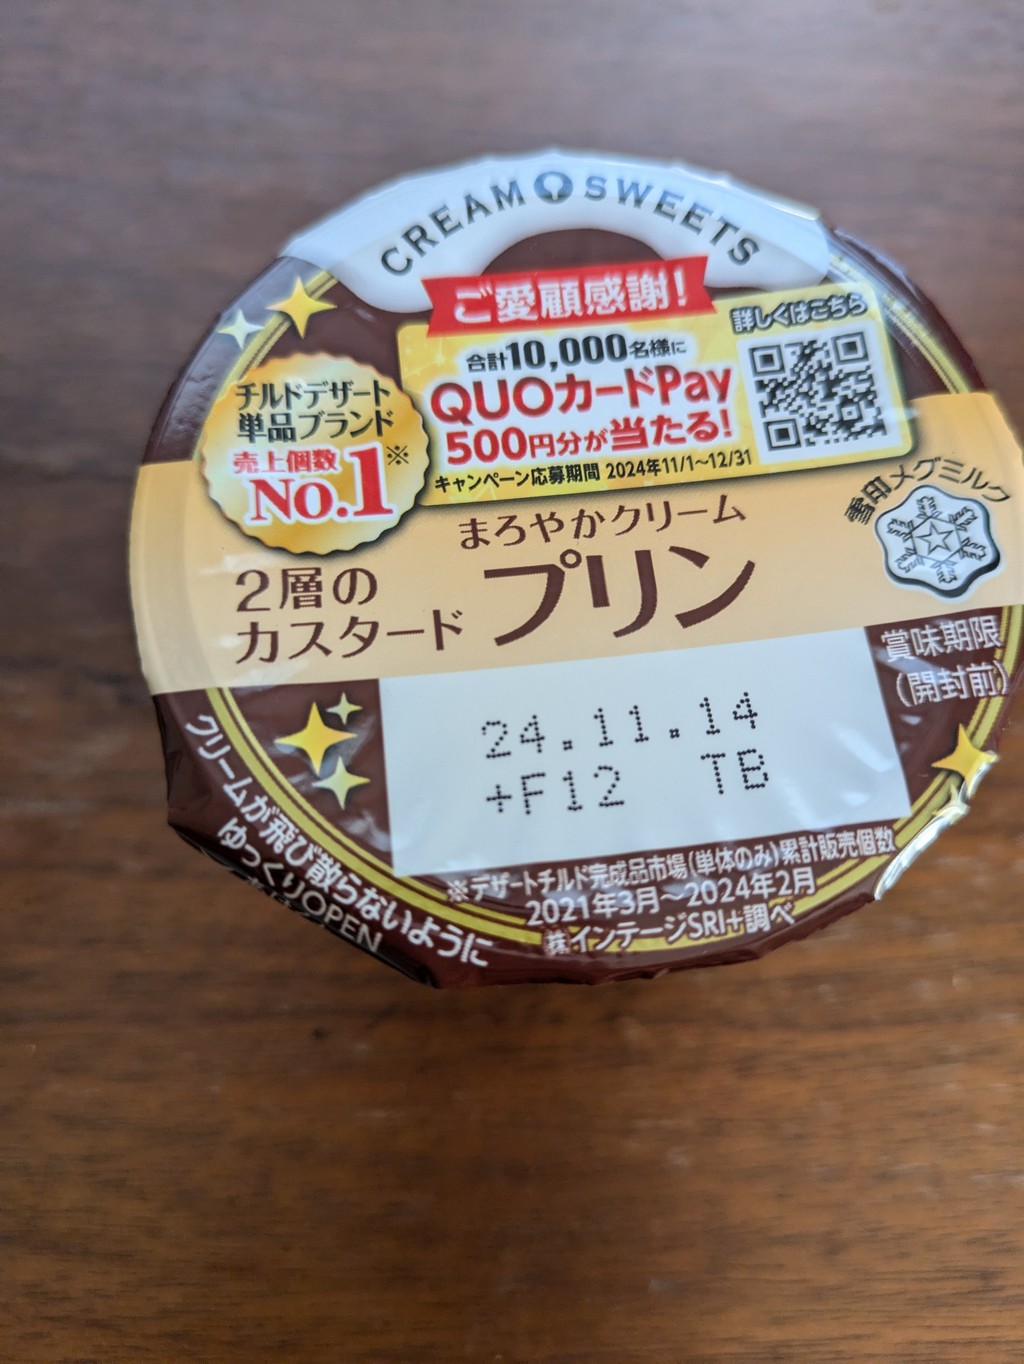 CREAM SWEETS
ご愛顧感謝!
詳しくはこちら
合計10,000名様に
QUOカードPay
500円分が当たる!
キャンペーン応募期間 2024年11/1~12/31
チルドデザート
単品ブランド
売上個数※
No.1
雪印メグミルク
まろやかクリーム
プリン
2層の
カスタード
賞味期限
(開封前)
24.11.14
+F12 TB
クリームが飛び散らないように
ゆっくりOPEN
※デザートチルド完成品市場(単体のみ)累計販売個数
2021年3月~2024年2月
㈱インテージSRI+調べ